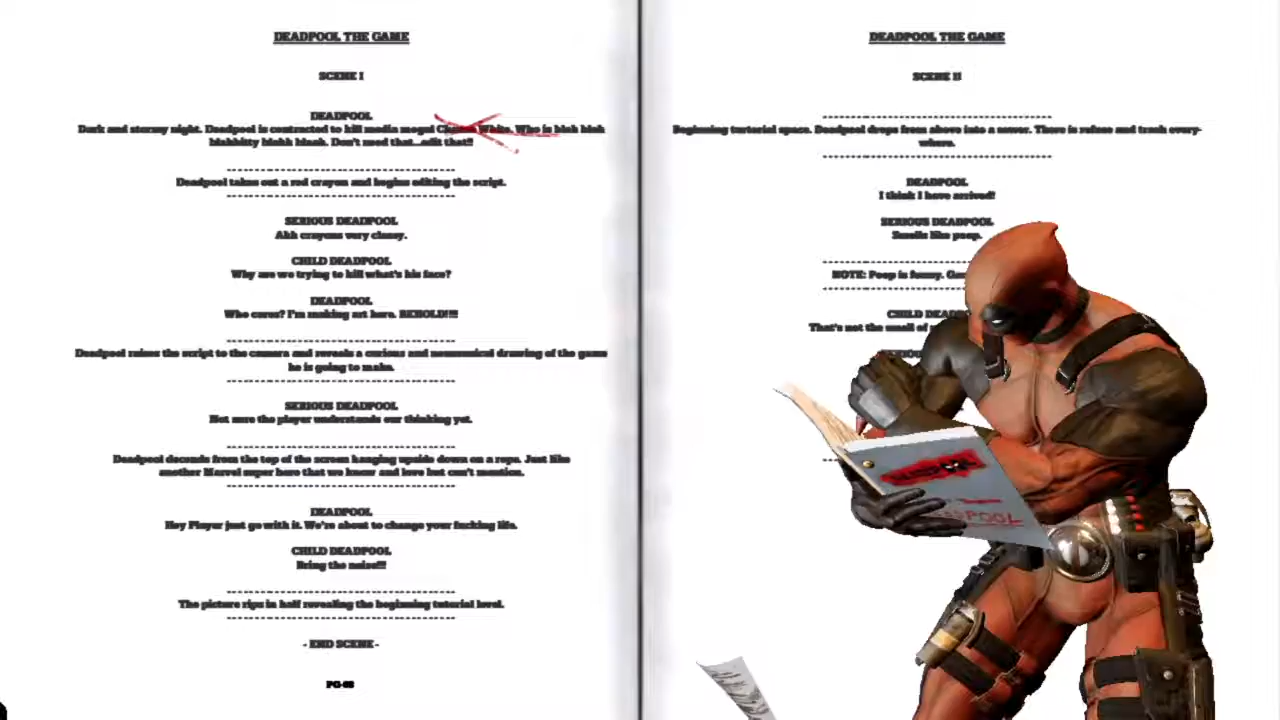 DEADPOOL THE GAME
SCENE I
DEADPOOL
Dark and stormy night. Deadpool is contracted to kill media mogul White. Who is blah blah
blahbitty blahh blaah. Don't need that...edit that!!
Deadpool takes out a red crayon and begins editing the script.
SERIOUS DEADPOOL
Ahh crayons very classy.
CHILD DEADPOOL
Why are we trying to kill what's his face?
DEADPOOL
Who cares? I'm making art here. BEHOLD!!!!
Deadpool raises the script to the camera and reveals a curious and nonsensical drawing of the game
he is going to make.
SERIOUS DEADPOOL
Not sure the player understands our thinking yet.
Deadpool decends from the top of the screen hanging upside down on a rope. Just like
another Marvel super hero that we know and love but can't mention.
DEADPOOL
Hey Player just go with it. We're about to change your fucking life.
CHILD DEADPOOL
Bring the noize!!!
The picture rips in half revealing the beginning tutorial level.
- END SCENE -
PG-02
DEADPOOL THE GAME
SCENE II
Beginning turtorial space. Deadpool drops from above into a sewer. There is refuse and trash every-
where.
DEADPOOL
I think I have arrived!
SERIOUS DEADPOOL
Smells like poop.
NOTE: Poop is funny.
CHILD
That's not the smell of